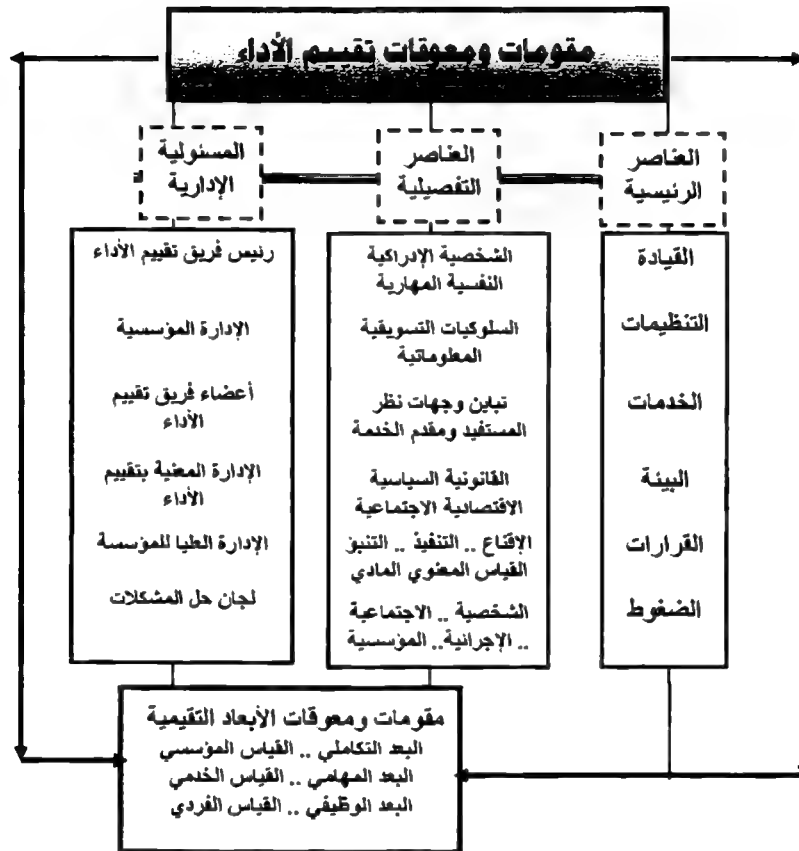 مقومات ومعوقات تقييم الأداء
العناصر
الرئيسية
العناصر
التفصيلية
المسئولية
الإدارية
القيادة
التنظيمات
الخدمات
البيئة
القرارات
الضغوط
الشخصية الإدراكية
النفسية المهارية
السلوكيات التسويقية
المعلوماتية
تباين وجهات نظر
المستفيد ومقدم الخدمة
القانونية السياسية
الاقتصادية الاجتماعية
الإقناع .. التنفيذ .. التنبؤ
القياس المعنوي المادي
الشخصية .. الاجتماعية
.. الإجرائية.. المؤسسية
رئيس فريق تقييم الأداء
الإدارة المؤسسية
أعضاء فريق تقييم
الأداء
الإدارة المعنية بتقييم
الأداء
الإدارة العليا للمؤسسة
لجان حل المشكلات
مقومات ومعوقات الأبعاد التقيمية
البعد التكاملي .. القياس المؤسسي
البعد المهامي .. القياس الخدمي
البعد الوظيفي .. القياس الفردي